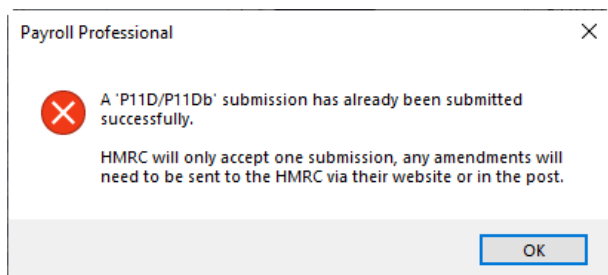 Payroll Professional
A 'P11D/P11Db' submission has already been submitted
successfully.
HMRC will only accept one submission, any amendments will
need to be sent to the HMRC via their website or in the post.
OK